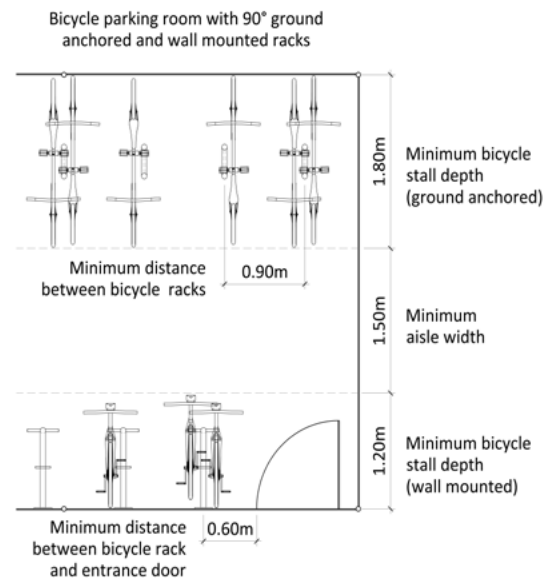 Bicycle parking room with 90° ground
anchored and wall mounted racks
1.80m
Minimum bicycle
stall depth
(ground anchored)
Minimum distance
between bicycle racks
0.90m
1.50m
Minimum
aisle width
1.20m
Minimum bicycle
stall depth
(wall mounted)
Minimum distance
between bicycle rack
and entrance door
0.60m